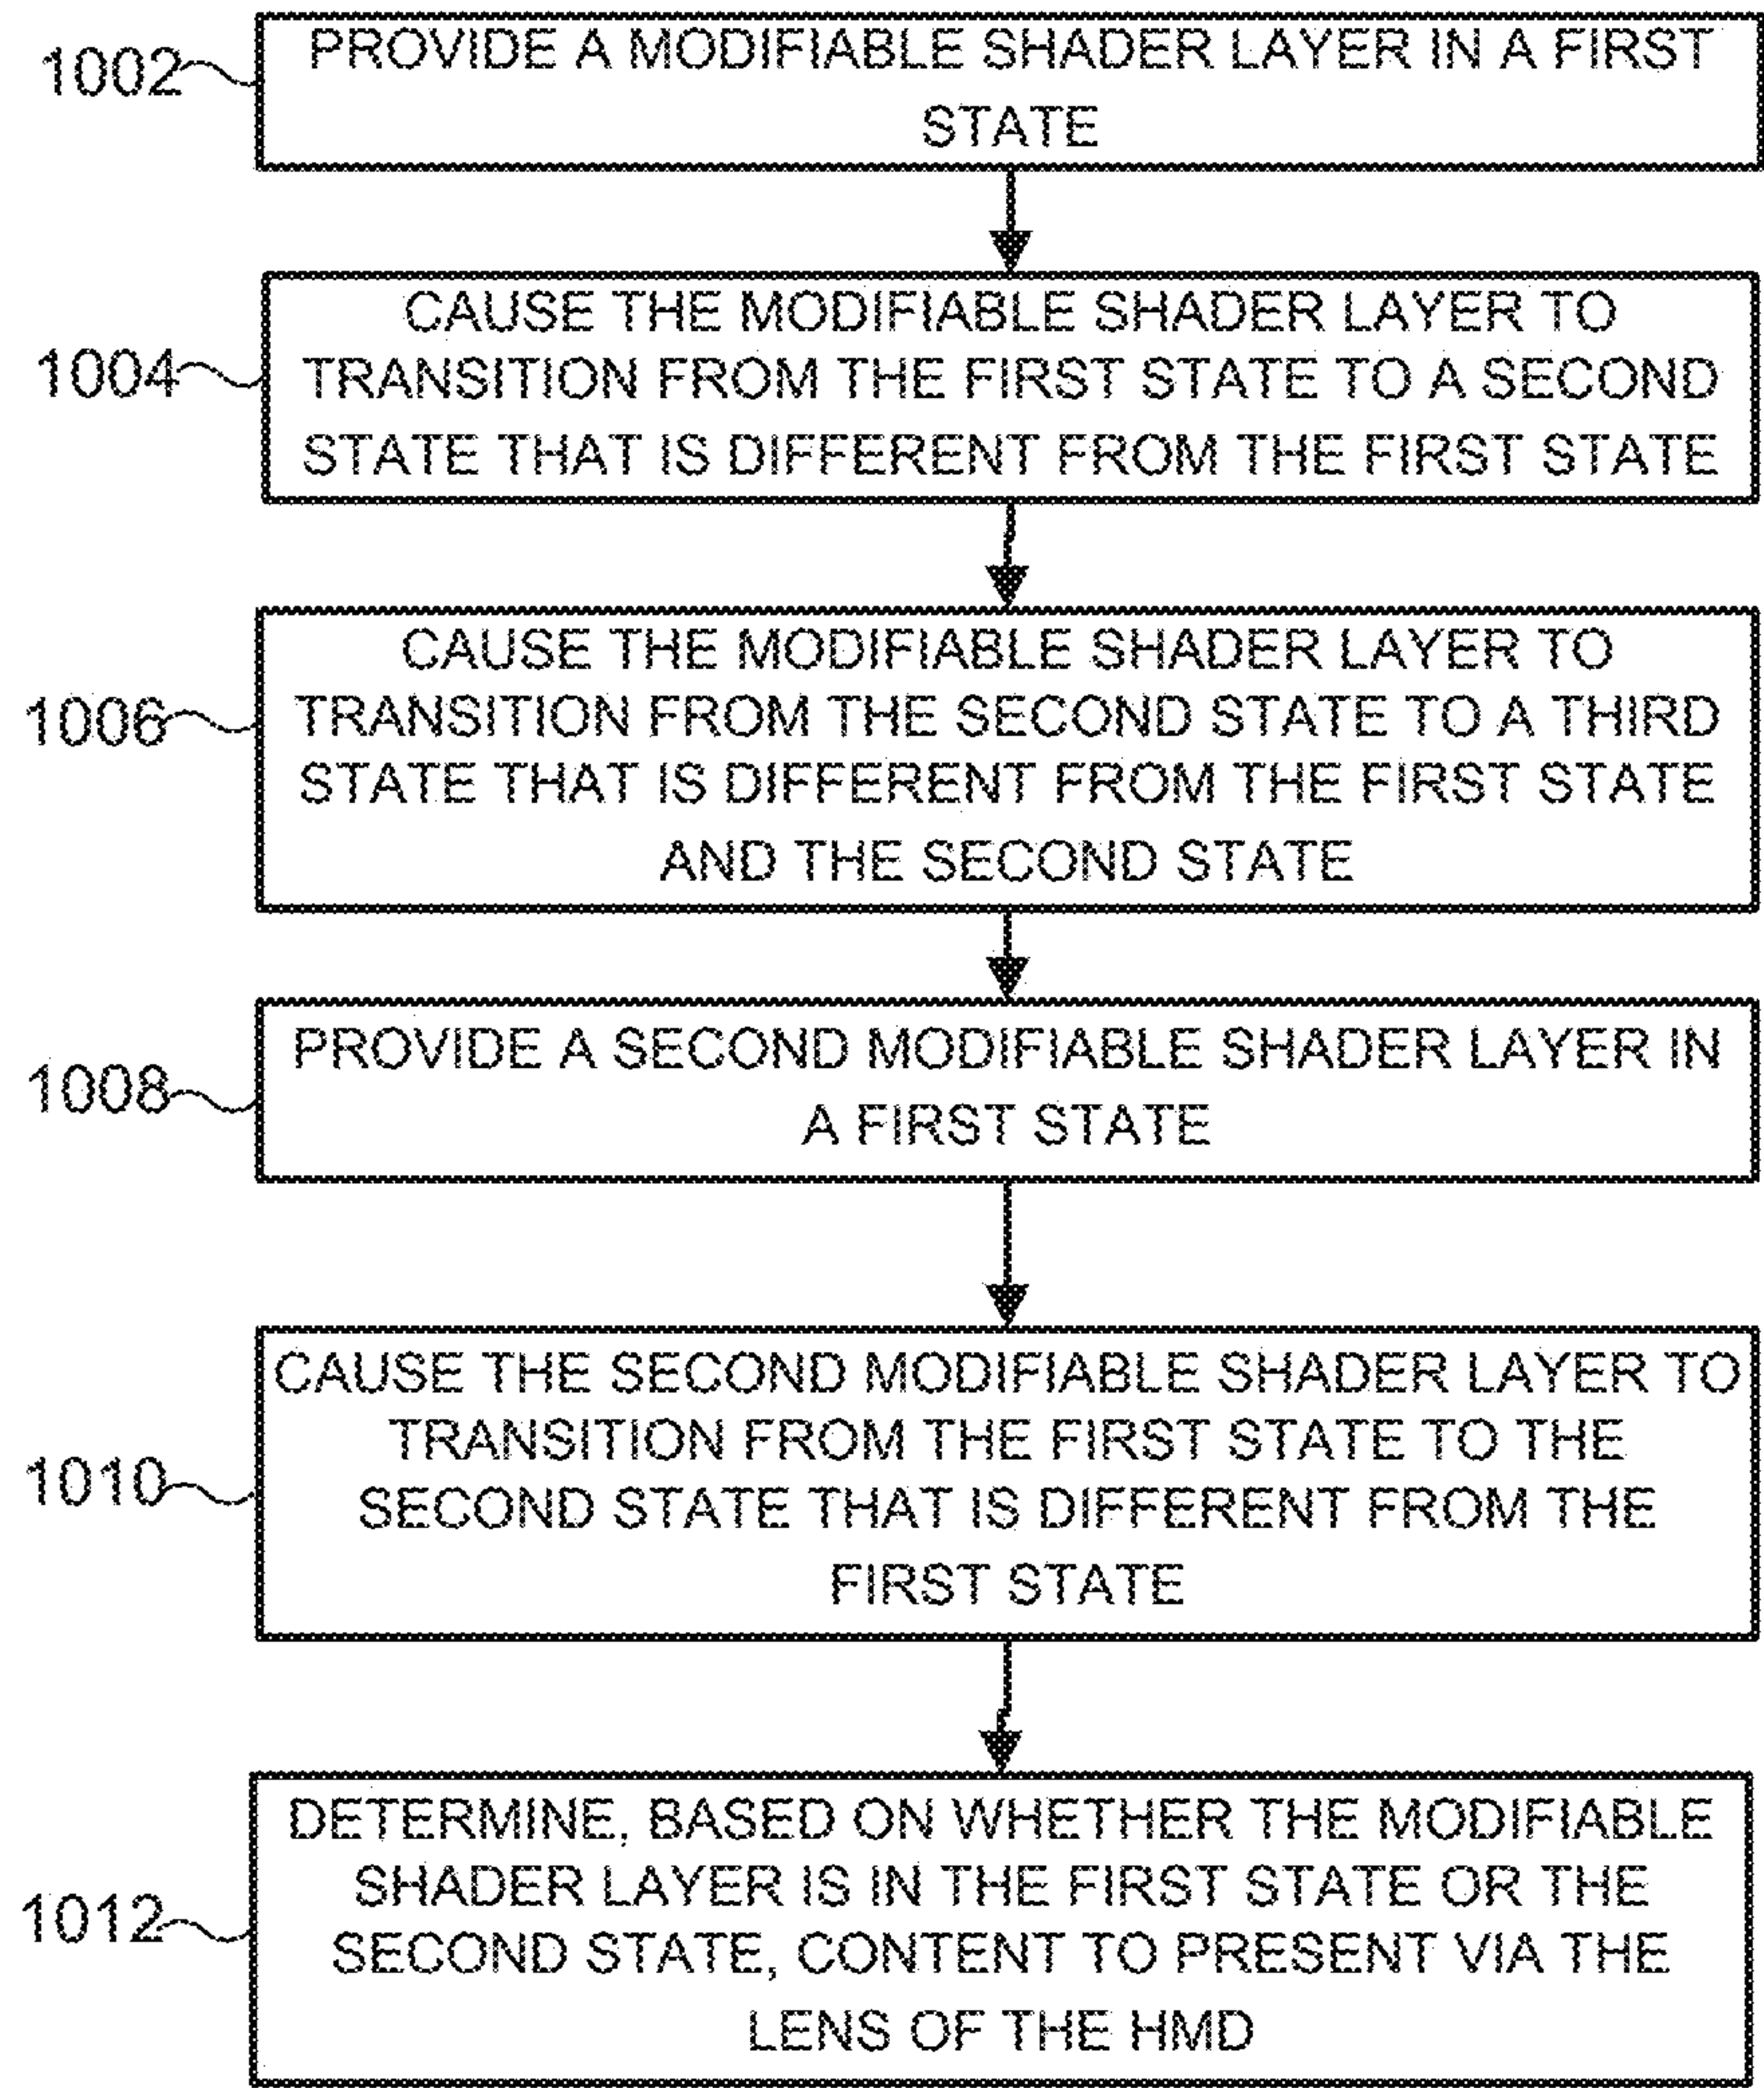 1002
PROVIDE A MODIFIABLE SHADER LAYER IN A FIRST
STATE
1004
CAUSE THE MODIFIABLE SHADER LAYER TO
TRANSITION FROM THE FIRST STATE TO A SECOND
STATE THAT IS DIFFERENT FROM THE FIRST STATE
1006
CAUSE THE MODIFIABLE SHADER LAYER TO
TRANSITION FROM THE SECOND STATE TO A THIRD
STATE THAT IS DIFFERENT FROM THE FIRST STATE
AND THE SECOND STATE
1008
PROVIDE A SECOND MODIFIABLE SHADER LAYER IN
A FIRST STATE
1010
CAUSE THE SECOND MODIFIABLE SHADER LAYER TO
TRANSITION FROM THE FIRST STATE TO THE
SECOND STATE THAT IS DIFFERENT FROM THE
FIRST STATE
1012
DETERMINE, BASED ON WHETHER THE MODIFIABLE
SHADER LAYER IS IN THE FIRST STATE OR THE
SECOND STATE, CONTENT TO PRESENT VIA THE
LENS OF THE HMD